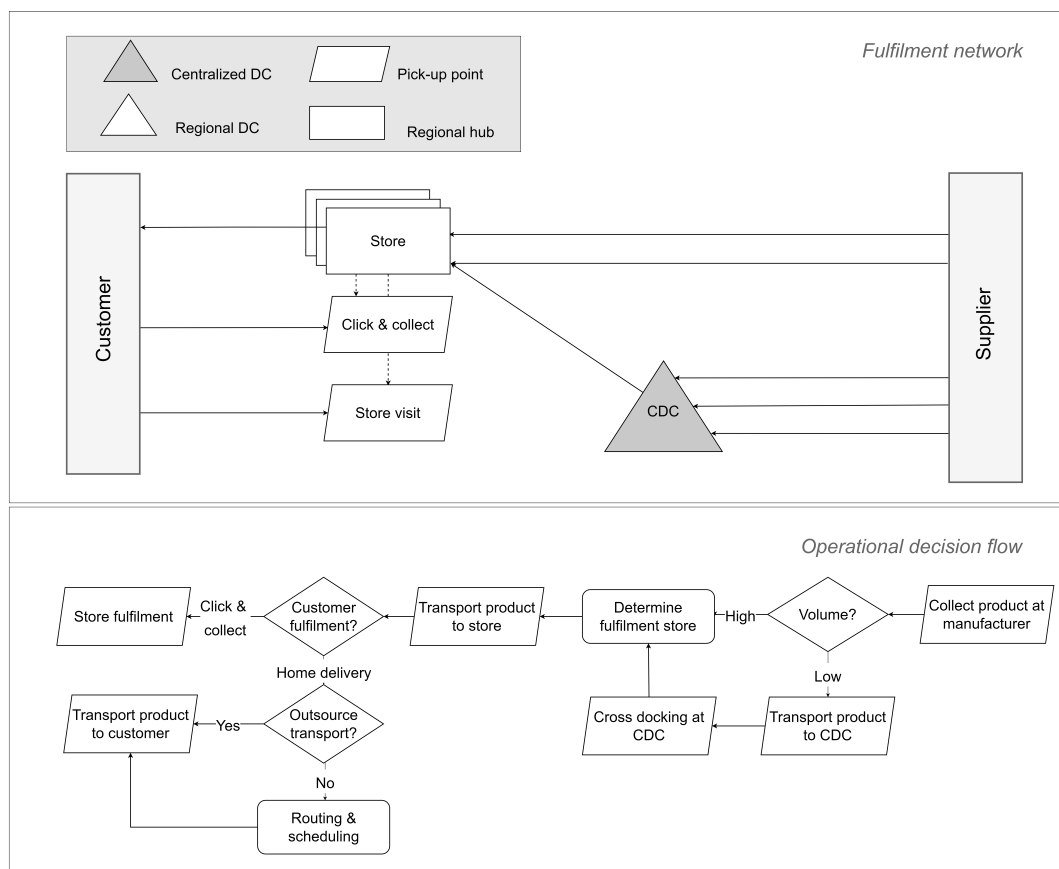 Fulfilment network
Centralized DC
Pick-up point
Regional DC
Regional hub
Customer
Store
Click & collect
Store visit
CDC
Supplier
Operational decision flow
Store fulfilment
Click &
collect
Customer
fulfilment?
Transport product
to store
Determine
fulfilment store
High
Volume?
Collect product at
manufacturer
Home delivery
Low
Transport product
to customer
Yes
Outsource
transport?
Cross docking at
CDC
Transport product
to CDC
No
Routing &
scheduling